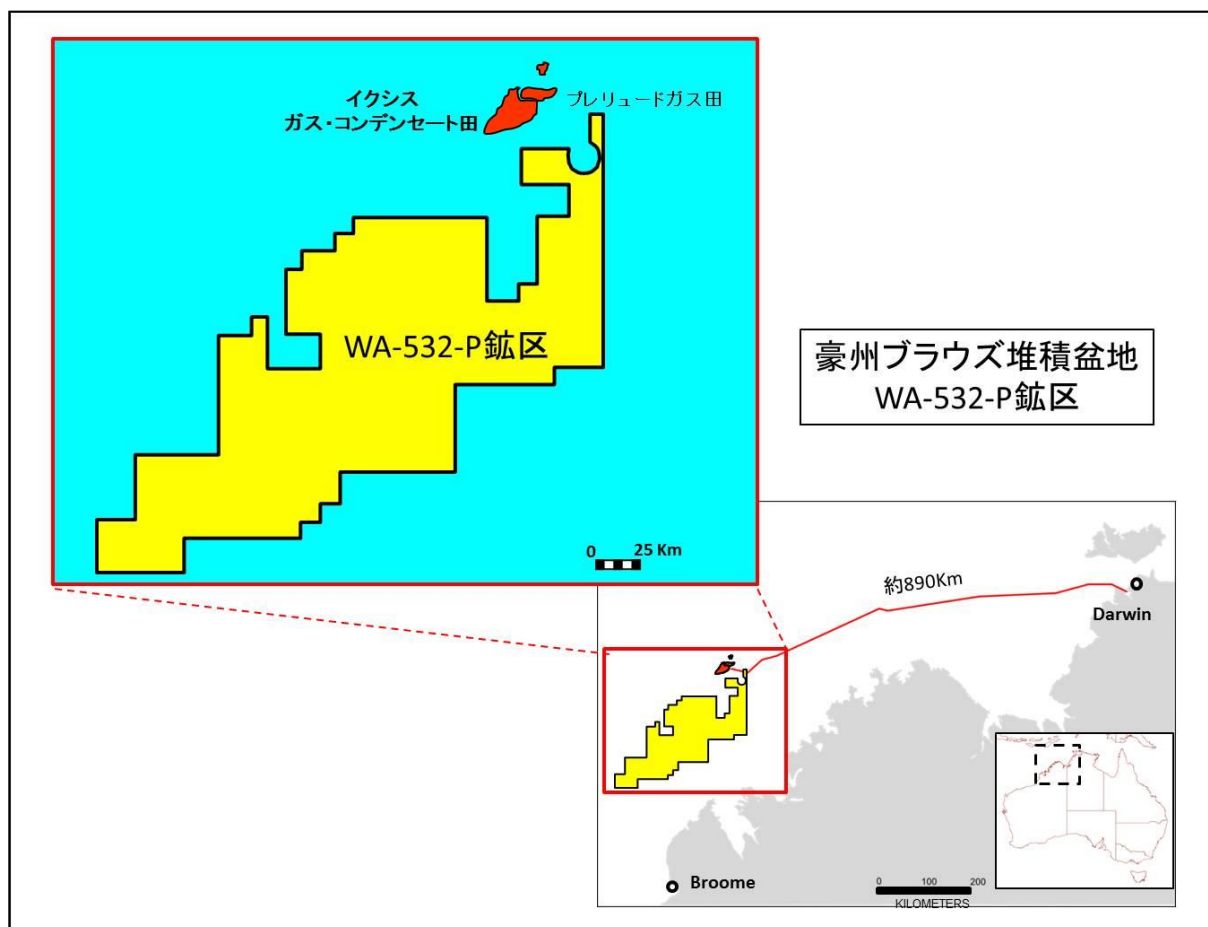 イクシス
ガス・コンデンセート田
プレリュードガス田
WA-532-P鉱区
0 25 Km
豪州ブラウズ堆積盆地
WA-532-P鉱区
約890Km
Darwin
Broome
0 100 200
KILOMETERS